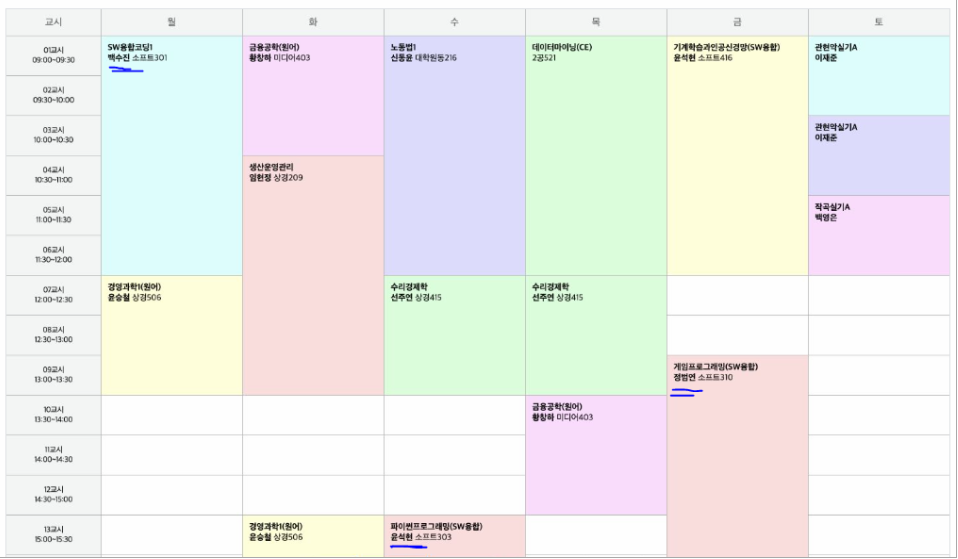 교시 월 화 수 목 금 토
01교시
09:00~09:30
SW융합코딩1
백수진 소프트301
금융공학(원어)
황창하 미디어403
노동법1
신동윤 대학원동216
데이터마이닝(CE)
2공521
기계학습과인공신경망(SW융합)
윤석현 소프트416
관현악실기A
이재준
02교시
09:30~10:00
03교시
10:00~10:30
관현악실기A
이재준
04교시
10:30~11:00
생산운영관리
임헌정 상경209
05교시
11:00~11:30
작곡실기A
백영은
06교시
11:30~12:00
07교시
12:00~12:30
경영과학1(원어)
윤승철 상경506
수리경제학
선주연 상경415
수리경제학
선주연 상경415
08교시
12:30~13:00
09교시
13:00~13:30
게임프로그래밍(SW융합)
정범연 소프트310
10교시
13:30~14:00
금융공학(원어)
황창하 미디어403
11교시
14:00~14:30
12교시
14:30~15:00
13교시
15:00~15:30
경영과학1(원어)
윤승철 상경506
파이썬프로그래밍(SW융합)
윤석현 소프트303